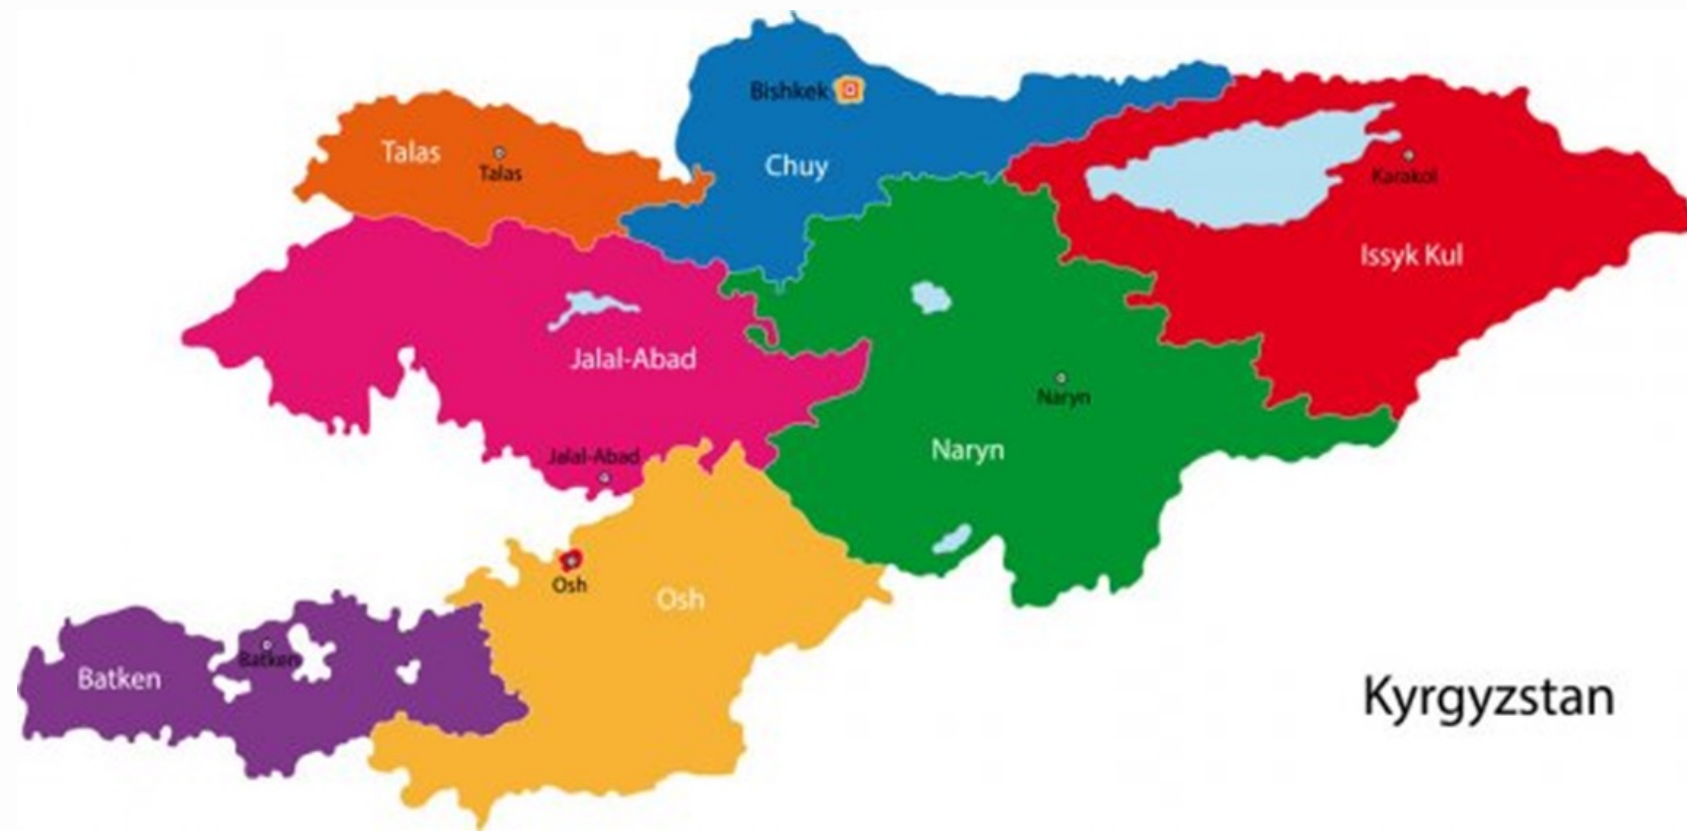 Bishkek
Talas
Talas
Chuy
Karakol
Issyk Kul
Jalal-Abad
Naryn
Naryn
Jalal-Abad
Osh
Osh
Batken
Batken
Kyrgyzstan